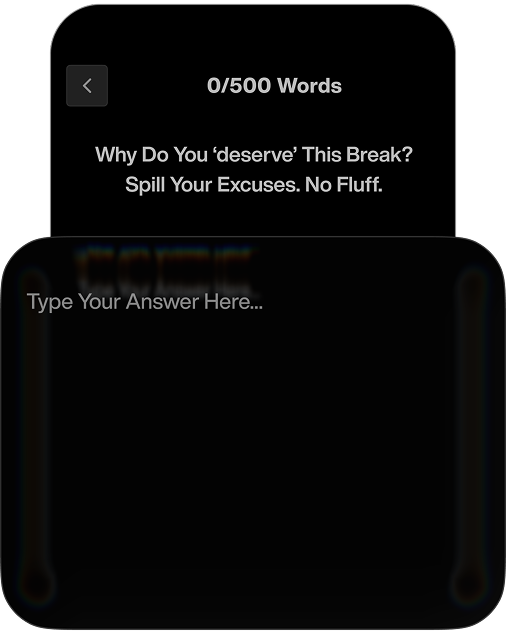 0/500 Words
Why Do You ‘deserve’ This Break?
Spill Your Excuses. No Fluff.
Type Your Answer Here...